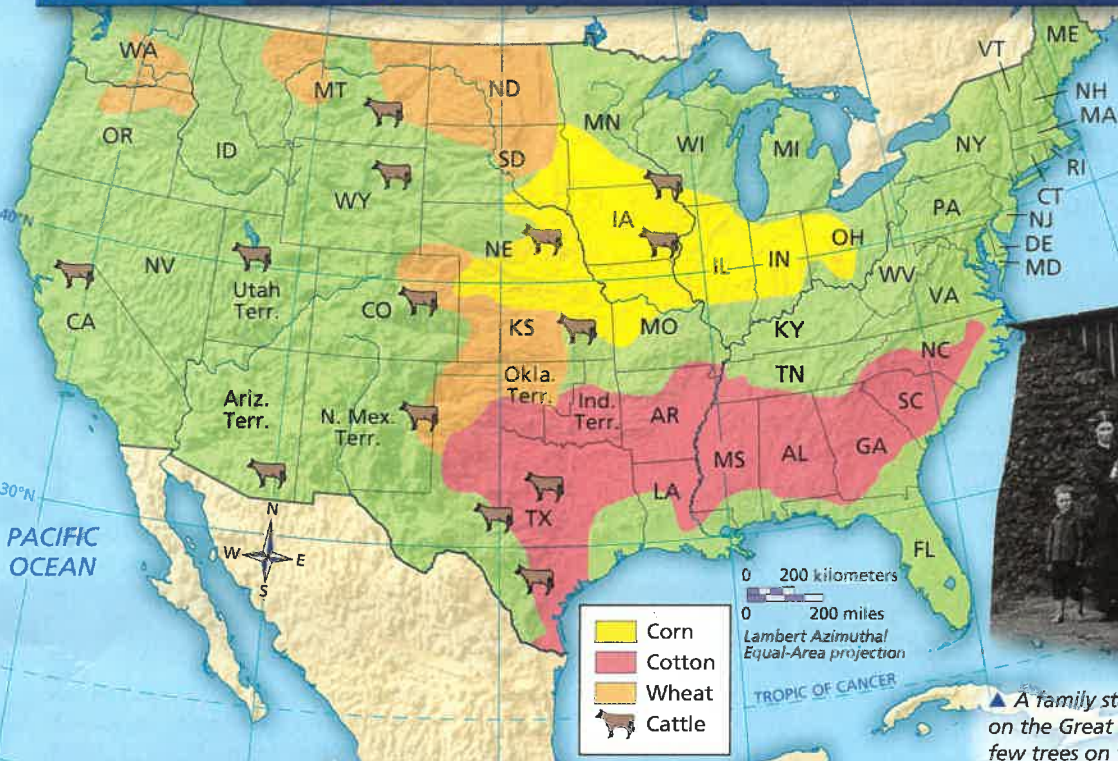 WA
MT
ND
MN
VT
ME
NH
MA
OR
ID
SD
WI
MI
NY
RI
WY
CT
40°N
IA
PA
NJ
NE
OH
DE
NV
IL
IN
MD
Utah
Terr.
WV
VA
CA
CO
KS
MO
KY
NC
Okla.
Terr.
TN
Ariz.
Terr.
N. Mex.
Terr.
Ind.
Terr.
AR
SC
MS
AL
GA
LA
30°N
TX
N
W
E
S
PACIFIC
OCEAN
FL
0 200 kilometers
0 200 miles
Lambert Azimuthal
Equal-Area projection
Corn
Cotton
Wheat
Cattle
TROPIC OF CANCER
▲ A family st
on the Great
few trees on